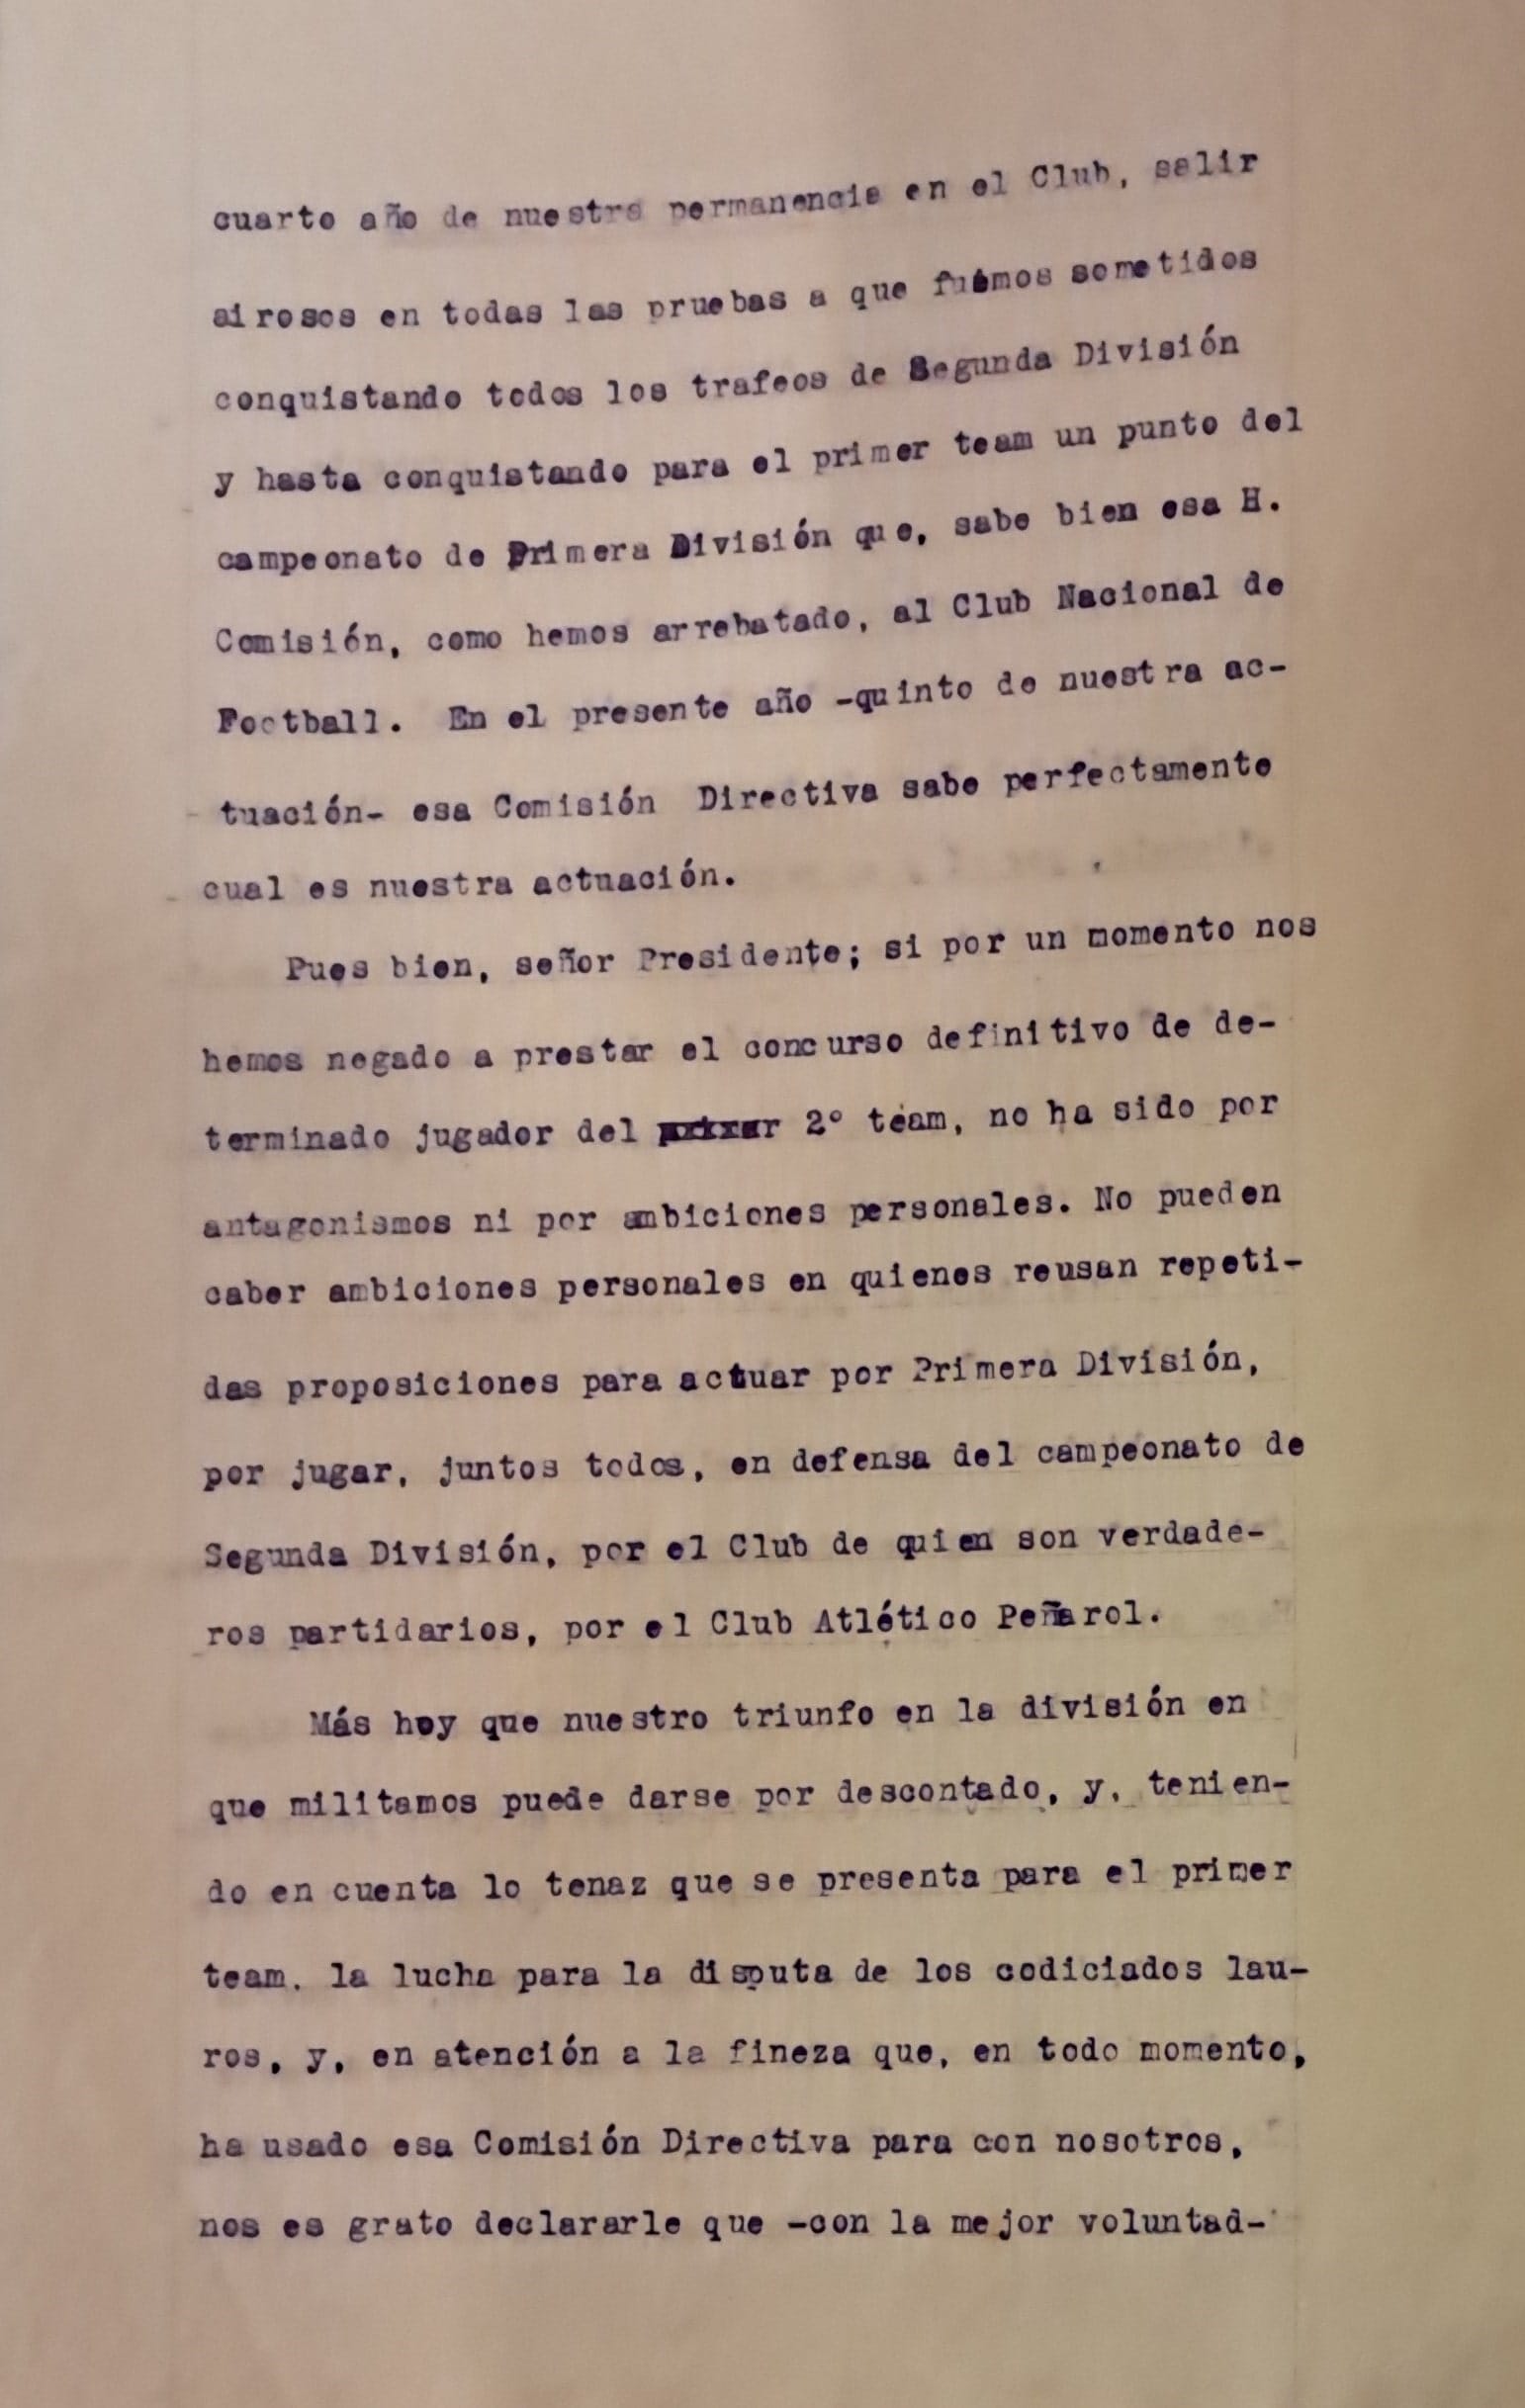 cuarto año de nuestra permanencia en el Club, salir
airosos en todas las pruebas a que fuémos sometidos
conquistando todos los trafeos de Segunda División
y hasta conquistando para el primer team un punto del
campeonato de Primera División que, sabe bien esa H.
Comisión, como hemos arrebatado, al Club Nacional de
Football. En el presente año -quinto de nuestra ac-
tuación- esa Comisión Directiva sabe perfectamente
cual es nuestra actuación.
Pues bien, señor Presidente; si por un momento nos
hemos negado a prestar el concurso definitivo de de-
terminado jugador del 2° team, no ha sido por
antagonismos ni por ambiciones personales. No pueden
caber ambiciones personales en quienes reusan repeti-
das proposiciones para actuar por Primera División,
por jugar, juntos todos, en defensa del campeonato de
Segunda División, por el Club de quien son verdade-
ros partidarios, por el Club Atlético Peñarol.
Más hoy que nuestro triunfo en la división en
que militamos puede darse por descontado, y, tenien-
do en cuenta lo tenaz que se presenta para el primer
team, la lucha para la disputa de los codiciados lau-
ros, y, en atención a la fineza que, en todo momento,
ha usado esa Comisión Directiva para con nosotros,
nos es grato declararle que -con la mejor voluntad-